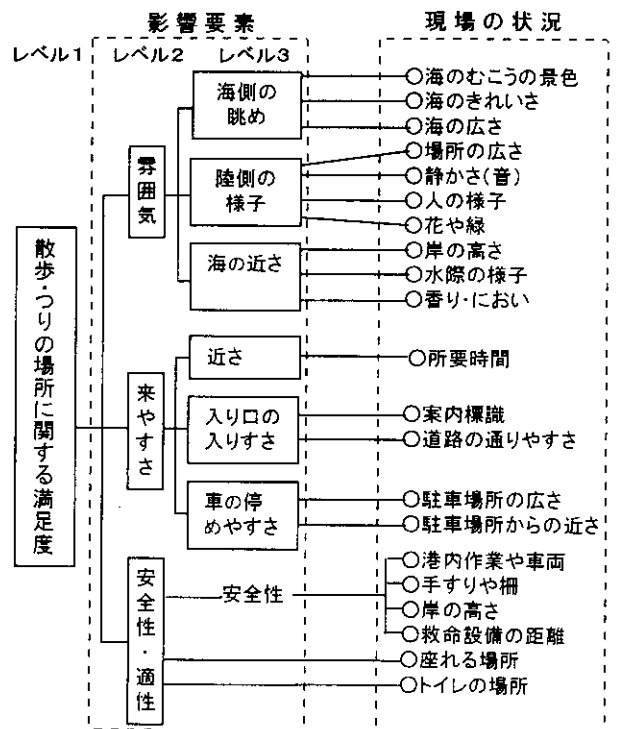 影響要素
現場の状況
レベル1
レベル2
レベル3
散歩・つりの場所に関する満足度
雰囲気
海側の
眺め
○海のむこうの景色
○海のきれいさ
○海の広さ
陸側の
様子
○場所の広さ
○静かさ(音)
○人の様子
○花や緑
海の近さ
○岸の高さ
○水際の様子
○香り・におい
来やすさ
近さ
○所要時間
入り口の
入りすさ
○案内標識
○道路の通りやすさ
車の停
めやすさ
○駐車場所の広さ
○駐車場所からの近さ
安全性・適性
安全性
○港内作業や車両
○手すりや柵
○岸の高さ
○救命設備の距離
○座れる場所
○トイレの場所